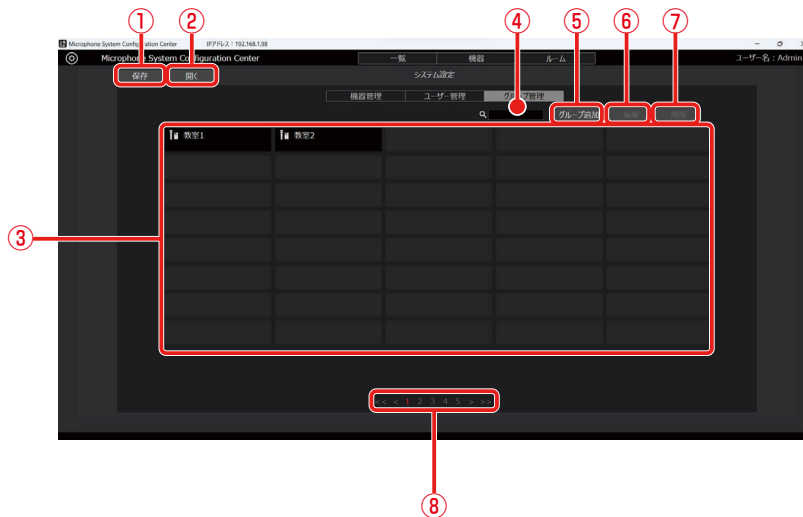 ① ② ④ ⑤ ⑥ ⑦
Microphone System Configuration Center IPアドレス：192.168.1.98
Microphone System Configuration Center 一覧 機器 ルーム ユーザー名：Admin
保存 開く システム設定
機器管理 ユーザー管理 グループ管理
グループ追加 編集 削除
教室1 教室2
③
<< < 1 2 3 4 5 > >>
⑧